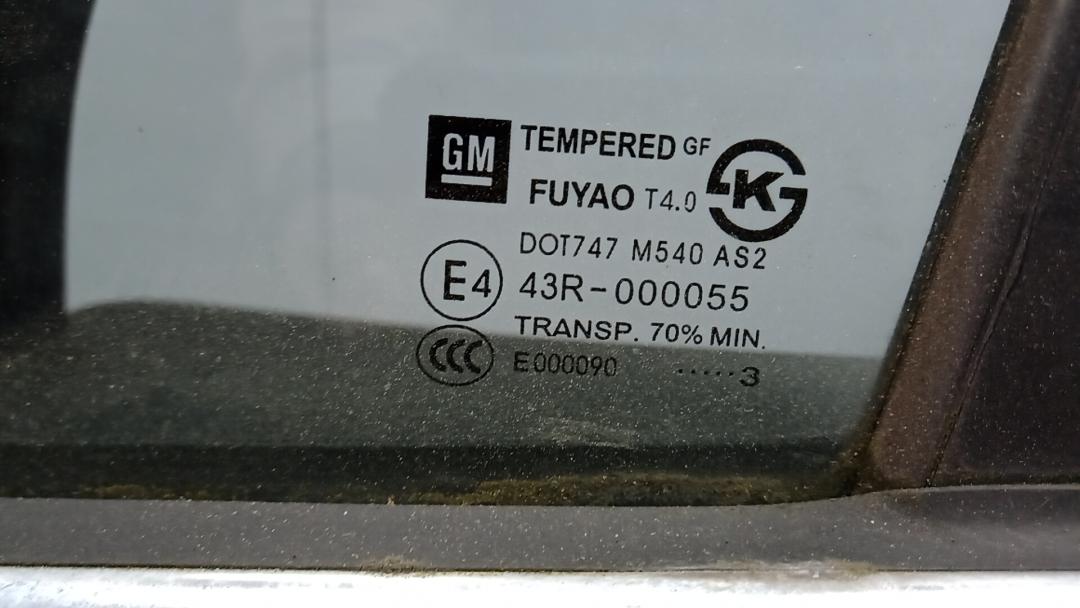 GM TEMPERED GF
FUYAO T4.0 K
DOT747 M540 AS2
E4 43R-000055
TRANSP. 70% MIN.
CCC E000090 .....3